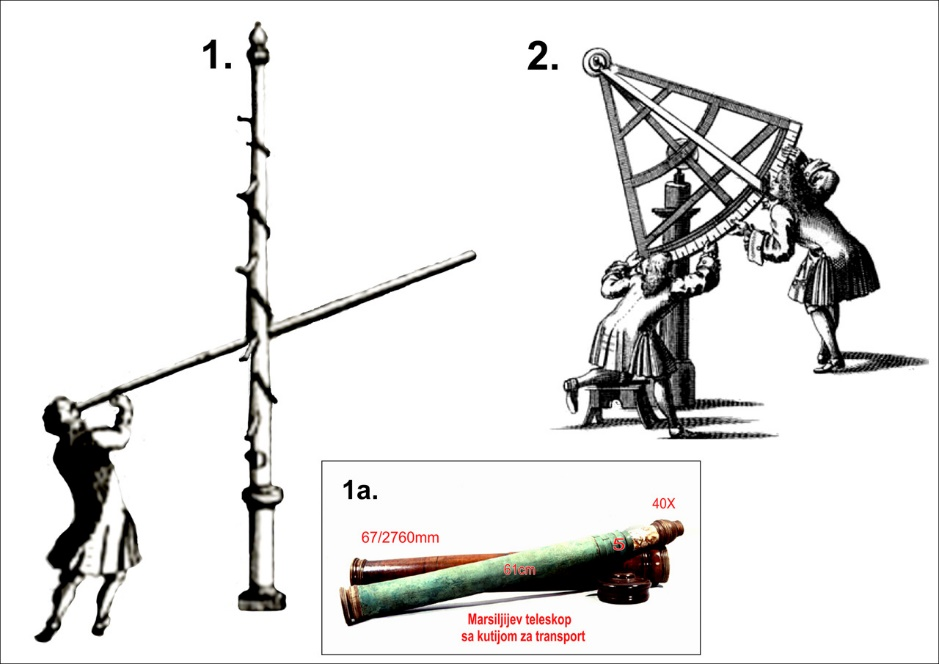 1.
2.
1a.
40X
67/2760mm
5
61cm
Marsiljijev teleskop
sa kutijom za transport